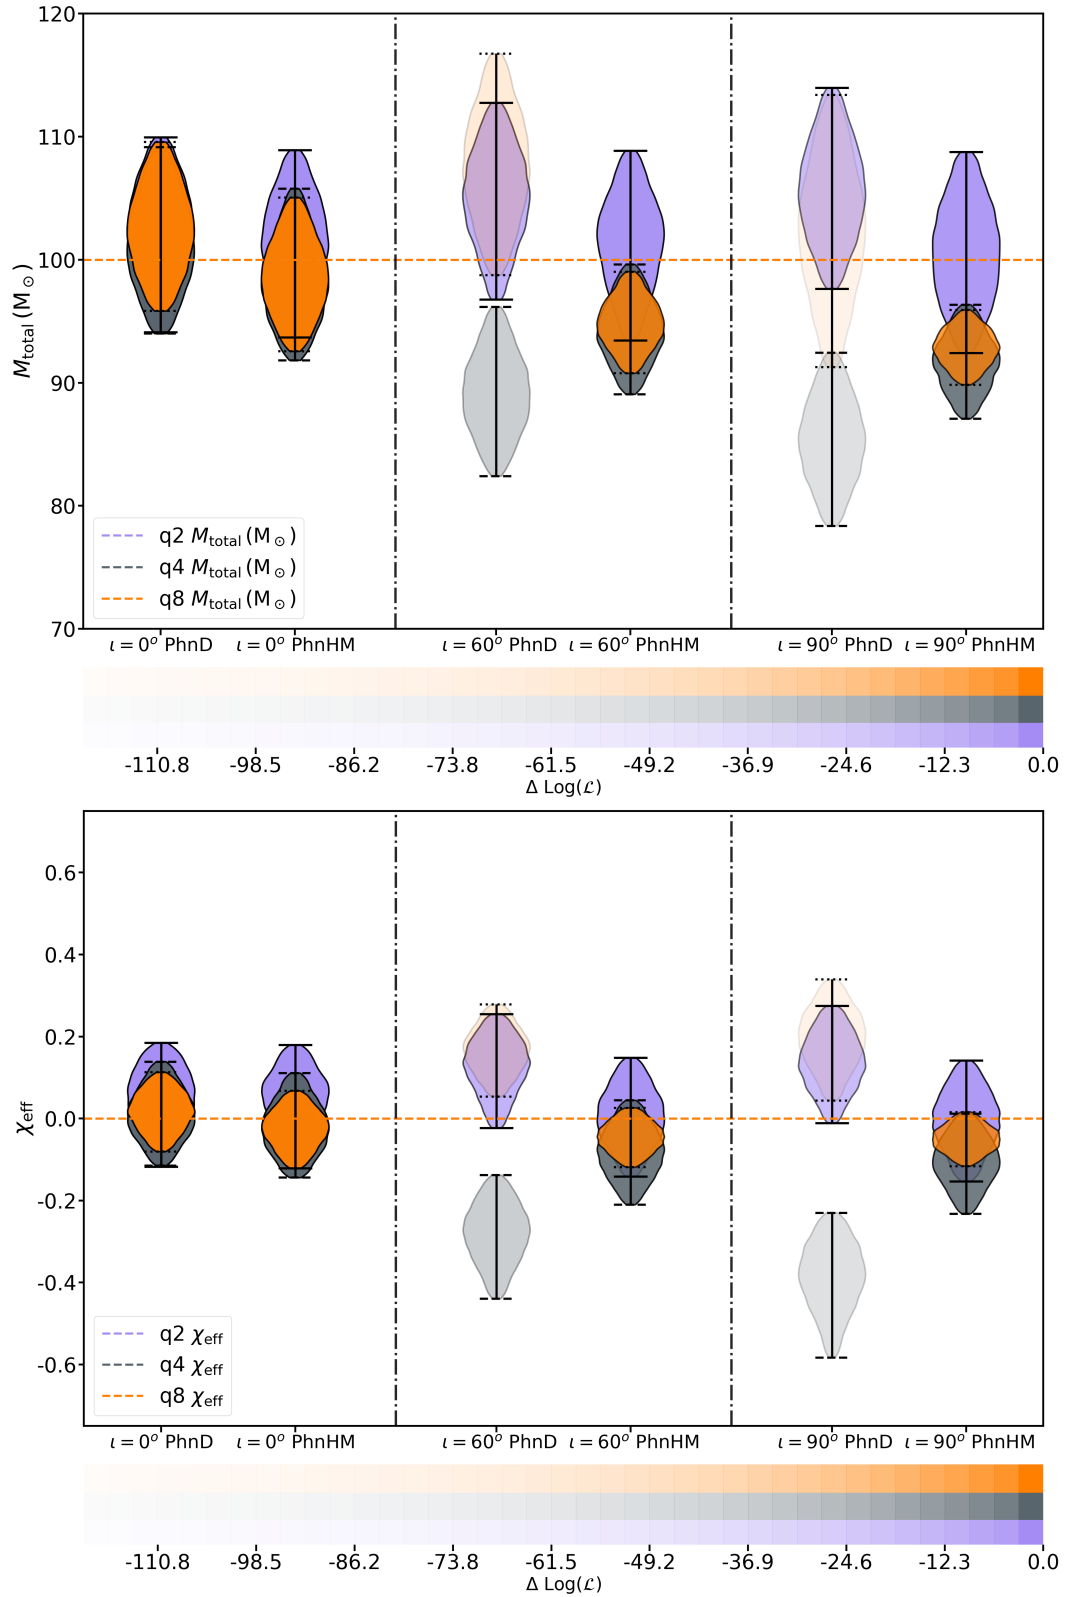 120
110
100
90
80
70
M_total (M_⊙)
q2 M_total (M_⊙)
q4 M_total (M_⊙)
q8 M_total (M_⊙)
ι = 0° PhnD ι = 0° PhnHM ι = 60° PhnD ι = 60° PhnHM ι = 90° PhnD ι = 90° PhnHM
-110.8 -98.5 -86.2 -73.8 -61.5 -49.2 -36.9 -24.6 -12.3 0.0
Δ Log(ℒ)
0.6
0.4
0.2
0.0
-0.2
-0.4
-0.6
χ_eff
q2 χ_eff
q4 χ_eff
q8 χ_eff
ι = 0° PhnD ι = 0° PhnHM ι = 60° PhnD ι = 60° PhnHM ι = 90° PhnD ι = 90° PhnHM
-110.8 -98.5 -86.2 -73.8 -61.5 -49.2 -36.9 -24.6 -12.3 0.0
Δ Log(ℒ)